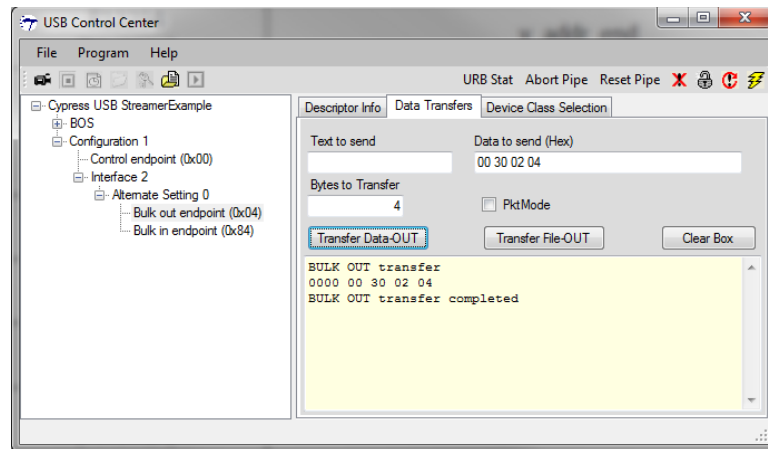 USB Control Center
File Program Help
URB Stat Abort Pipe Reset Pipe
Cypress USB StreamerExample
BOS
Configuration 1
Control endpoint (0x00)
Interface 2
Alternate Setting 0
Bulk out endpoint (0x04)
Bulk in endpoint (0x84)
Descriptor Info Data Transfers Device Class Selection
Text to send Data to send (Hex)
00 30 02 04
Bytes to Transfer
4 PktMode
Transfer Data-OUT Transfer File-OUT Clear Box
BULK OUT transfer
0000 00 30 02 04
BULK OUT transfer completed